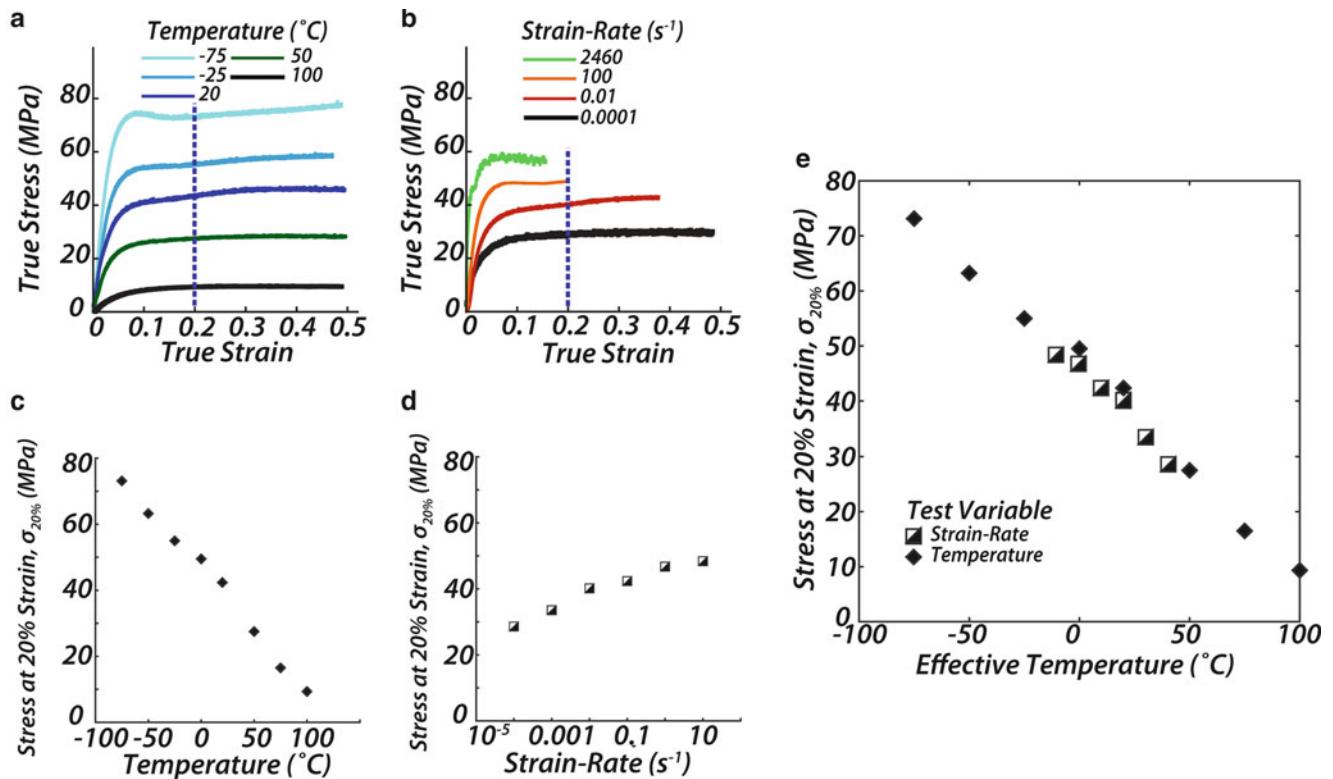 a
Temperature (˚C)
-75 50
-25 100
20
True Stress (MPa)
80
60
40
20
0
0 0.1 0.2 0.3 0.4 0.5
True Strain
b
Strain-Rate (s-1)
2460
100
0.01
0.0001
True Stress (MPa)
80
60
40
20
0
0 0.1 0.2 0.3 0.4 0.5
True Strain
c
Stress at 20% Strain, σ20% (MPa)
80
60
40
20
0
-100 -50 0 50 100
Temperature (˚C)
d
Stress at 20% Strain, σ20% (MPa)
80
60
40
20
0
10-5 0.001 0.1 10
Strain-Rate (s-1)
e
Stress at 20% Strain, σ20% (MPa)
80
70
60
50
40
30
20
10
0
Test Variable
Strain-Rate
Temperature
-100 -50 0 50 100
Effective Temperature (˚C)